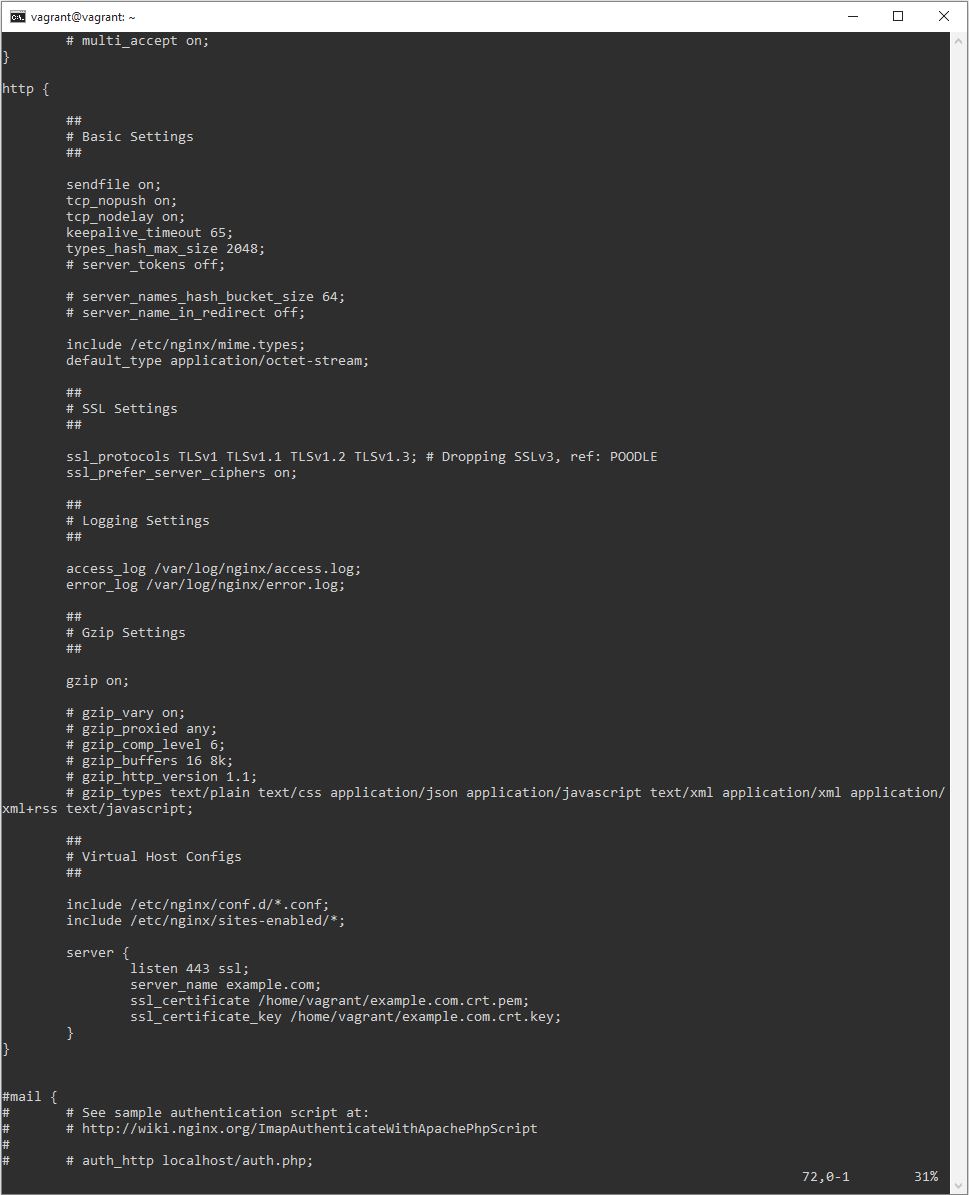 vagrant@vagrant: ~
# multi_accept on;
}
http {
##
# Basic Settings
##
sendfile on;
tcp_nopush on;
tcp_nodelay on;
keepalive_timeout 65;
types_hash_max_size 2048;
# server_tokens off;
# server_names_hash_bucket_size 64;
# server_name_in_redirect off;
include /etc/nginx/mime.types;
default_type application/octet-stream;
##
# SSL Settings
##
ssl_protocols TLSv1 TLSv1.1 TLSv1.2 TLSv1.3; # Dropping SSLv3, ref: POODLE
ssl_prefer_server_ciphers on;
##
# Logging Settings
##
access_log /var/log/nginx/access.log;
error_log /var/log/nginx/error.log;
##
# Gzip Settings
##
gzip on;
# gzip_vary on;
# gzip_proxied any;
# gzip_comp_level 6;
# gzip_buffers 16 8k;
# gzip_http_version 1.1;
# gzip_types text/plain text/css application/json application/javascript text/xml application/xml application/
xml+rss text/javascript;
##
# Virtual Host Configs
##
include /etc/nginx/conf.d/*.conf;
include /etc/nginx/sites-enabled/*;
server {
listen 443 ssl;
server_name example.com;
ssl_certificate /home/vagrant/example.com.crt.pem;
ssl_certificate_key /home/vagrant/example.com.crt.key;
}
}
#mail {
# # See sample authentication script at:
# # http://wiki.nginx.org/ImapAuthenticateWithApachePhpScript
#
# # auth_http localhost/auth.php;
72,0-1 31%